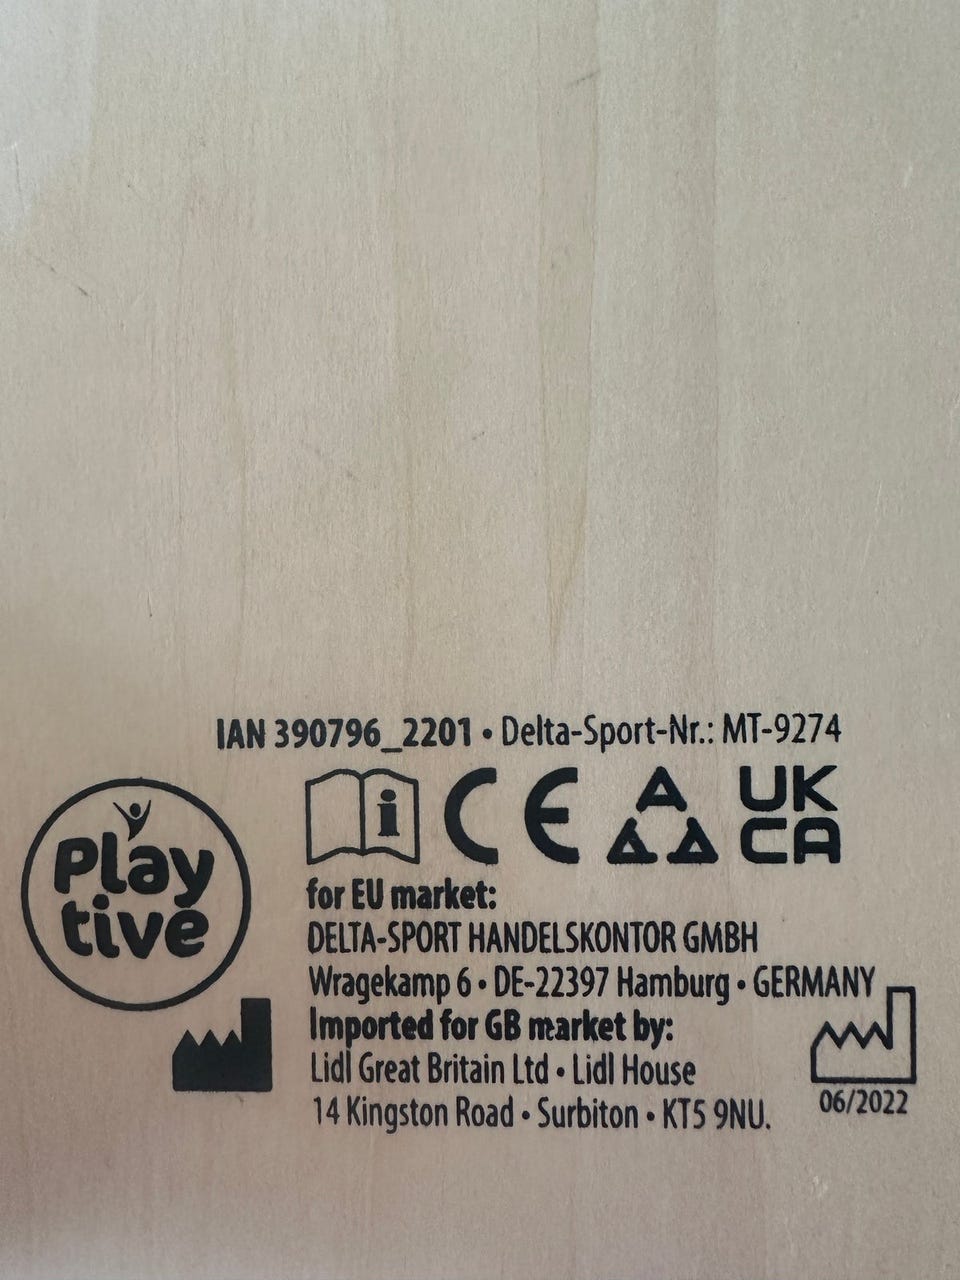 IAN 390796_2201 • Delta-Sport-Nr.: MT-9274
Play
tive
i
CE
UK
CA
for EU market:
DELTA-SPORT HANDELSKONTOR GMBH
Wragekamp 6 • DE-22397 Hamburg • GERMANY
Imported for GB market by:
Lidl Great Britain Ltd • Lidl House
14 Kingston Road • Surbiton • KT5 9NU.
06/2022